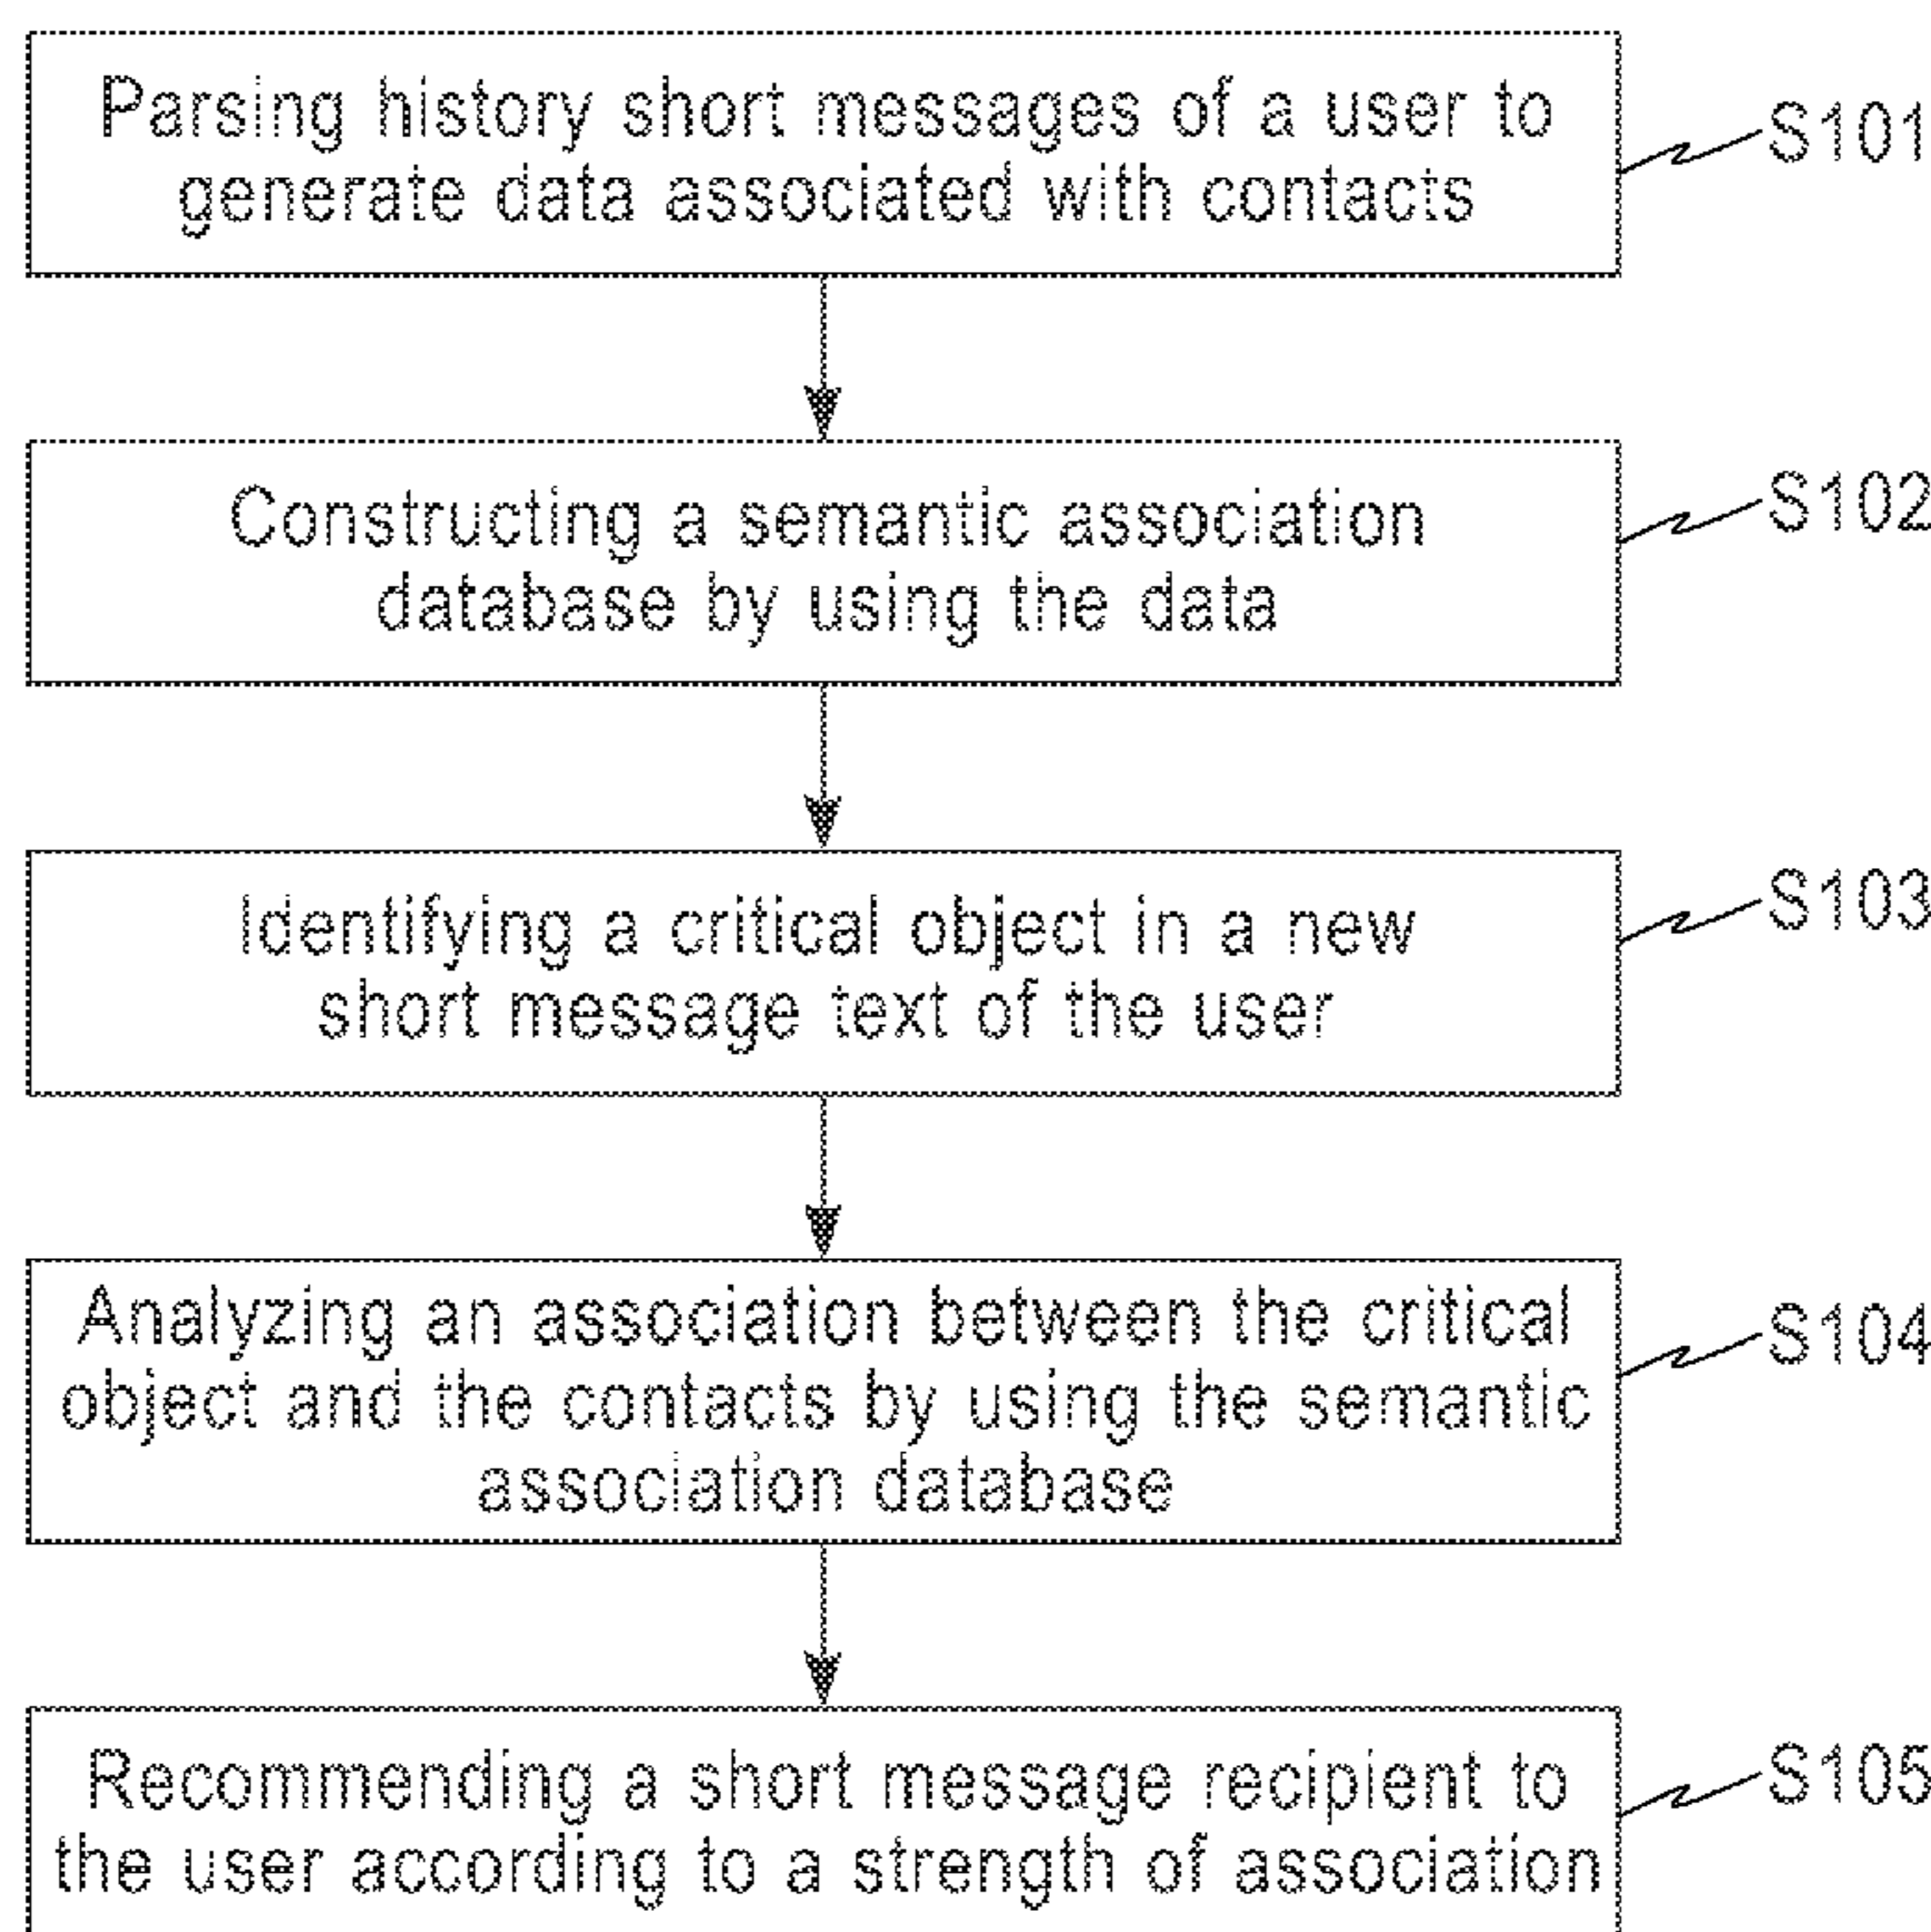 Parsing history short messages of a user to
generate data associated with contacts
S101
Constructing a semantic association
database by using the data
S102
Identifying a critical object in a new
short message text of the user
S103
Analyzing an association between the critical
object and the contacts by using the semantic
association database
S104
Recommending a short message recipient to
the user according to a strength of association
S105